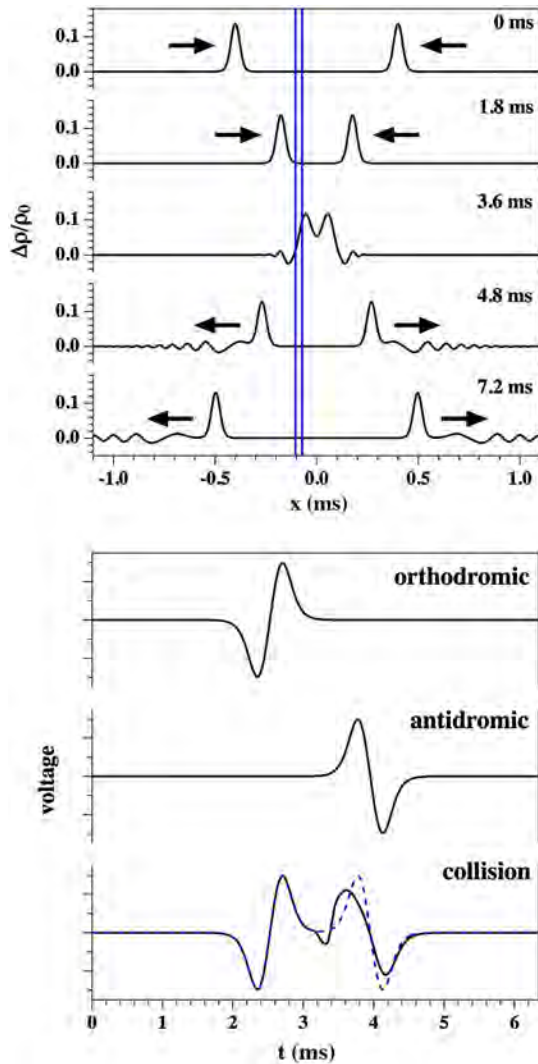 0 ms
0.1
0.0
1.8 ms
0.1
0.0
3.6 ms
0.1
0.0
4.8 ms
0.1
0.0
7.2 ms
0.1
0.0
Δρ/ρ0
-1.0 -0.5 0.0 0.5 1.0
x (ms)
orthodromic
antidromic
collision
voltage
0 1 2 3 4 5 6
t (ms)